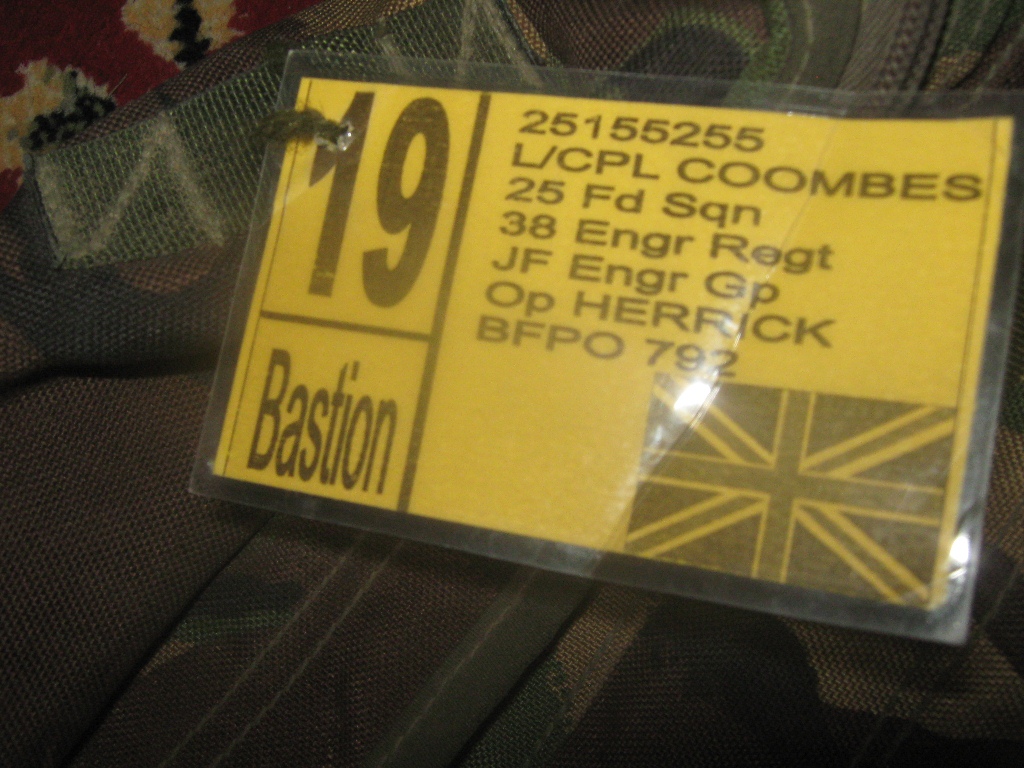 19
Bastion
25155255
L/CPL COOMBES
25 Fd Sqn
38 Engr Regt
JF Engr Gp
Op HERRICK
BFPO 792